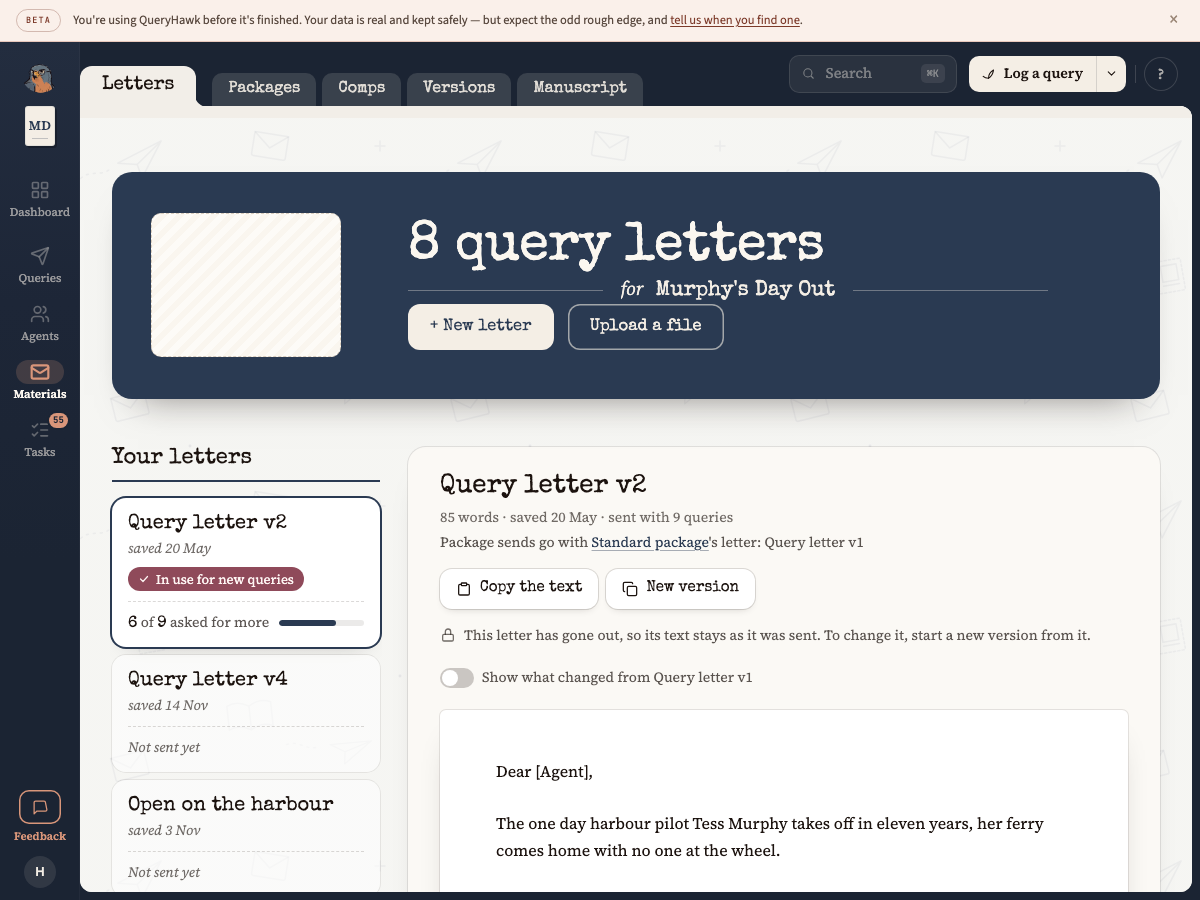 BETA
You're using QueryHawk before it's finished. Your data is real and kept safely — but expect the odd rough edge, and tell us when you find one.
×
Letters
Packages
Comps
Versions
Manuscript
Search
⌘K
Log a query
?
MD
Dashboard
Queries
Agents
Materials
55
Tasks
Feedback
H
8 query letters
for Murphy's Day Out
+ New letter
Upload a file
Your letters
Query letter v2
saved 20 May
✓ In use for new queries
6 of 9 asked for more
Query letter v4
saved 14 Nov
Not sent yet
Open on the harbour
saved 3 Nov
Not sent yet
Query letter v2
85 words · saved 20 May · sent with 9 queries
Package sends go with Standard package's letter: Query letter v1
Copy the text
New version
This letter has gone out, so its text stays as it was sent. To change it, start a new version from it.
Show what changed from Query letter v1
Dear [Agent],
The one day harbour pilot Tess Murphy takes off in eleven years, her ferry
comes home with no one at the wheel.